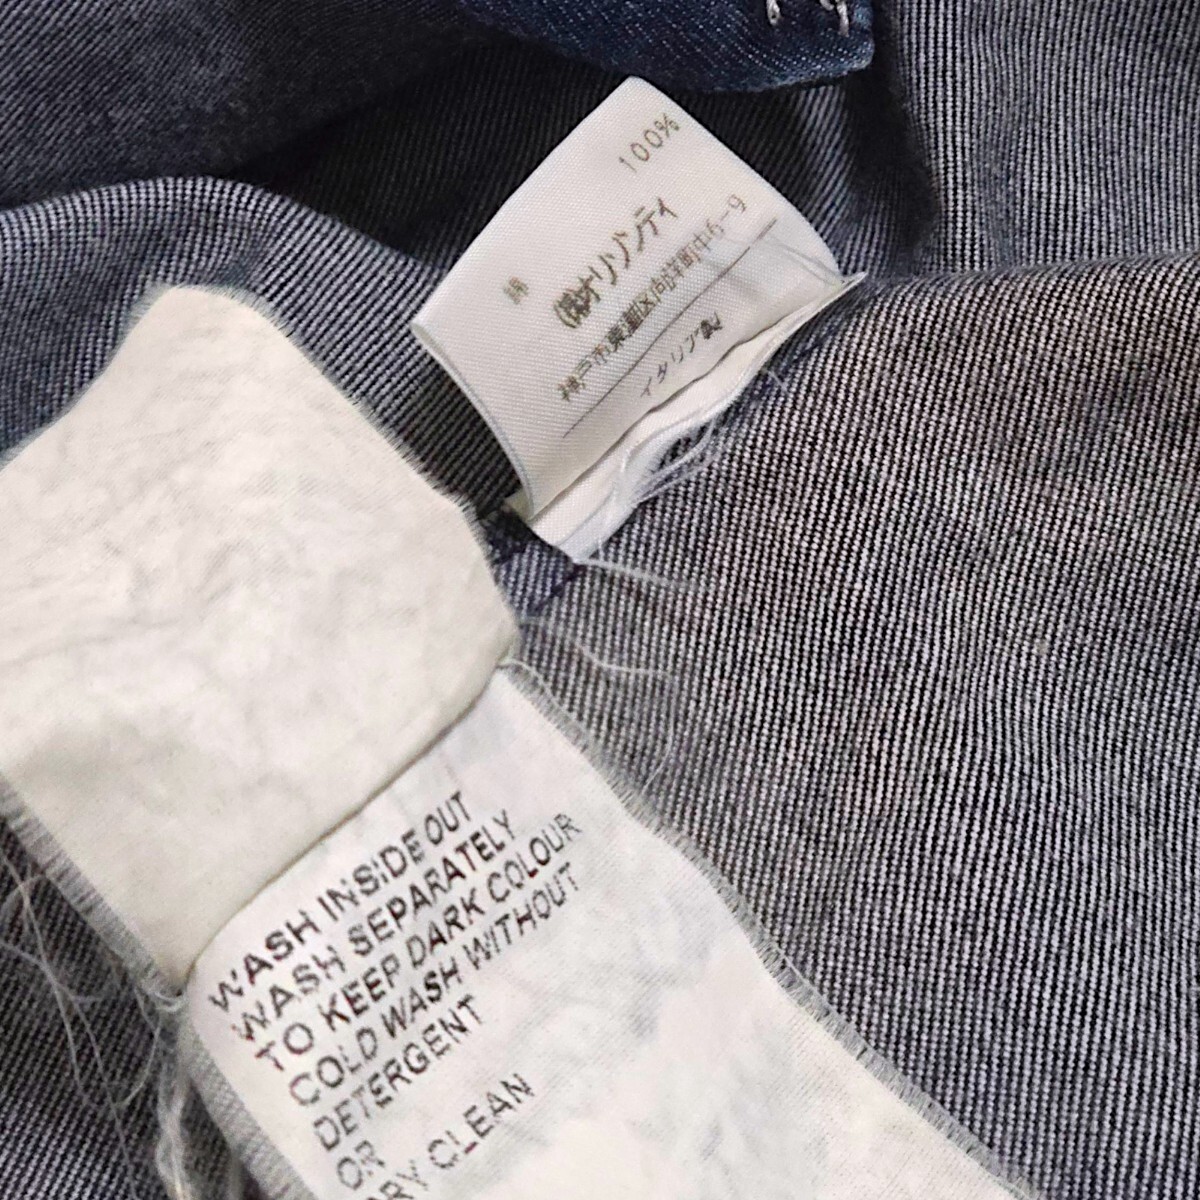 綿 100%
(株)オリゾンティ
神戸市東灘区向洋町中6-9
イタリア製
WASH INSIDE OUT
WASH SEPARATELY
TO KEEP DARK COLOUR
COLD WASH WITHOUT
DETERGENT
OR
DRY CLEAN